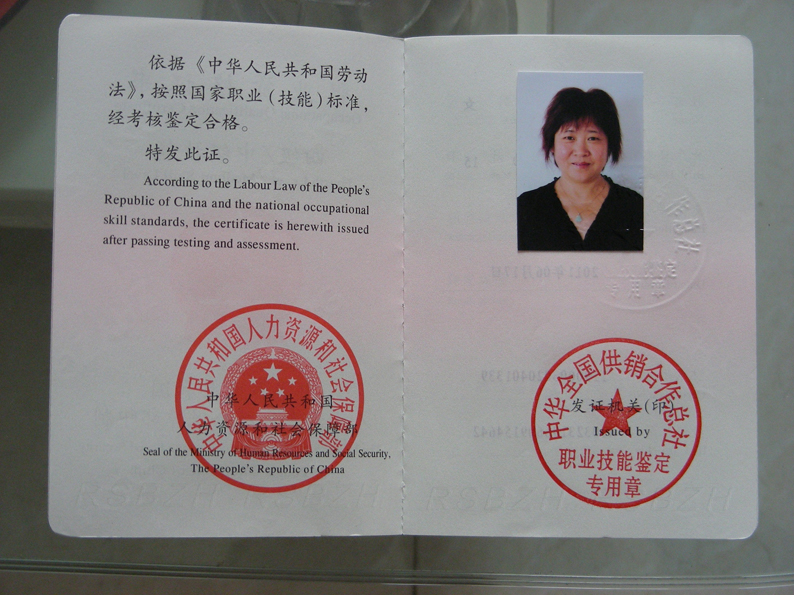 依据《中华人民共和国劳动
法》，按照国家职业（技能）标准，
经考核鉴定合格。
特发此证。
According to the Labour Law of the People's
Republic of China and the national occupational
skill standards, the certificate is herewith issued
after passing testing and assessment.
中华人民共和国人力资源和社会保障部
中华人民共和国
人力资源和社会保障部
Seal of the Ministry of Human Resources and Social Security,
The People's Republic of China
中华全国供销合作总社
发证机关(印)
Issued by
职业技能鉴定
专用章